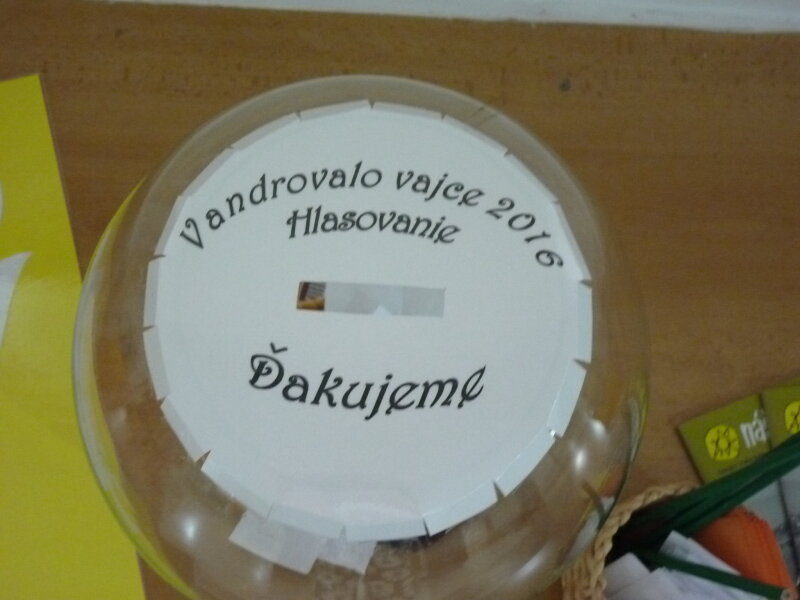 Vandrovalo vajce 2016
Hlasovanie
Ďakujeme